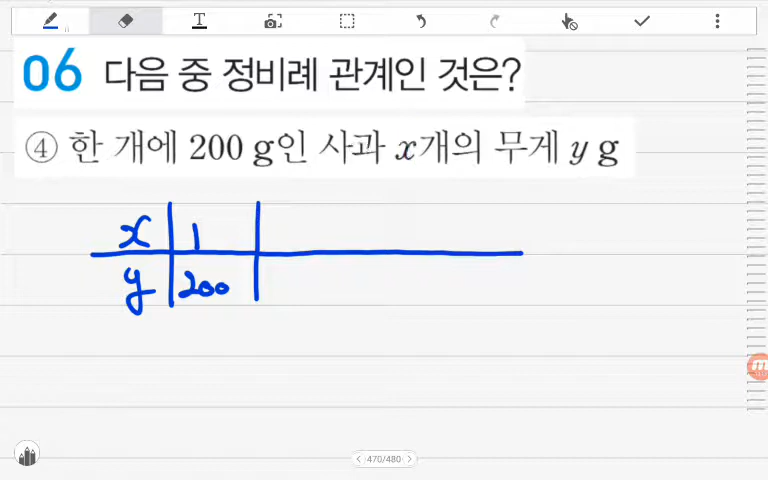 T
06 다음 중 정비례 관계인 것은?
④ 한 개에 200 g인 사과 x개의 무게 y g
x 1
y 200
470/480